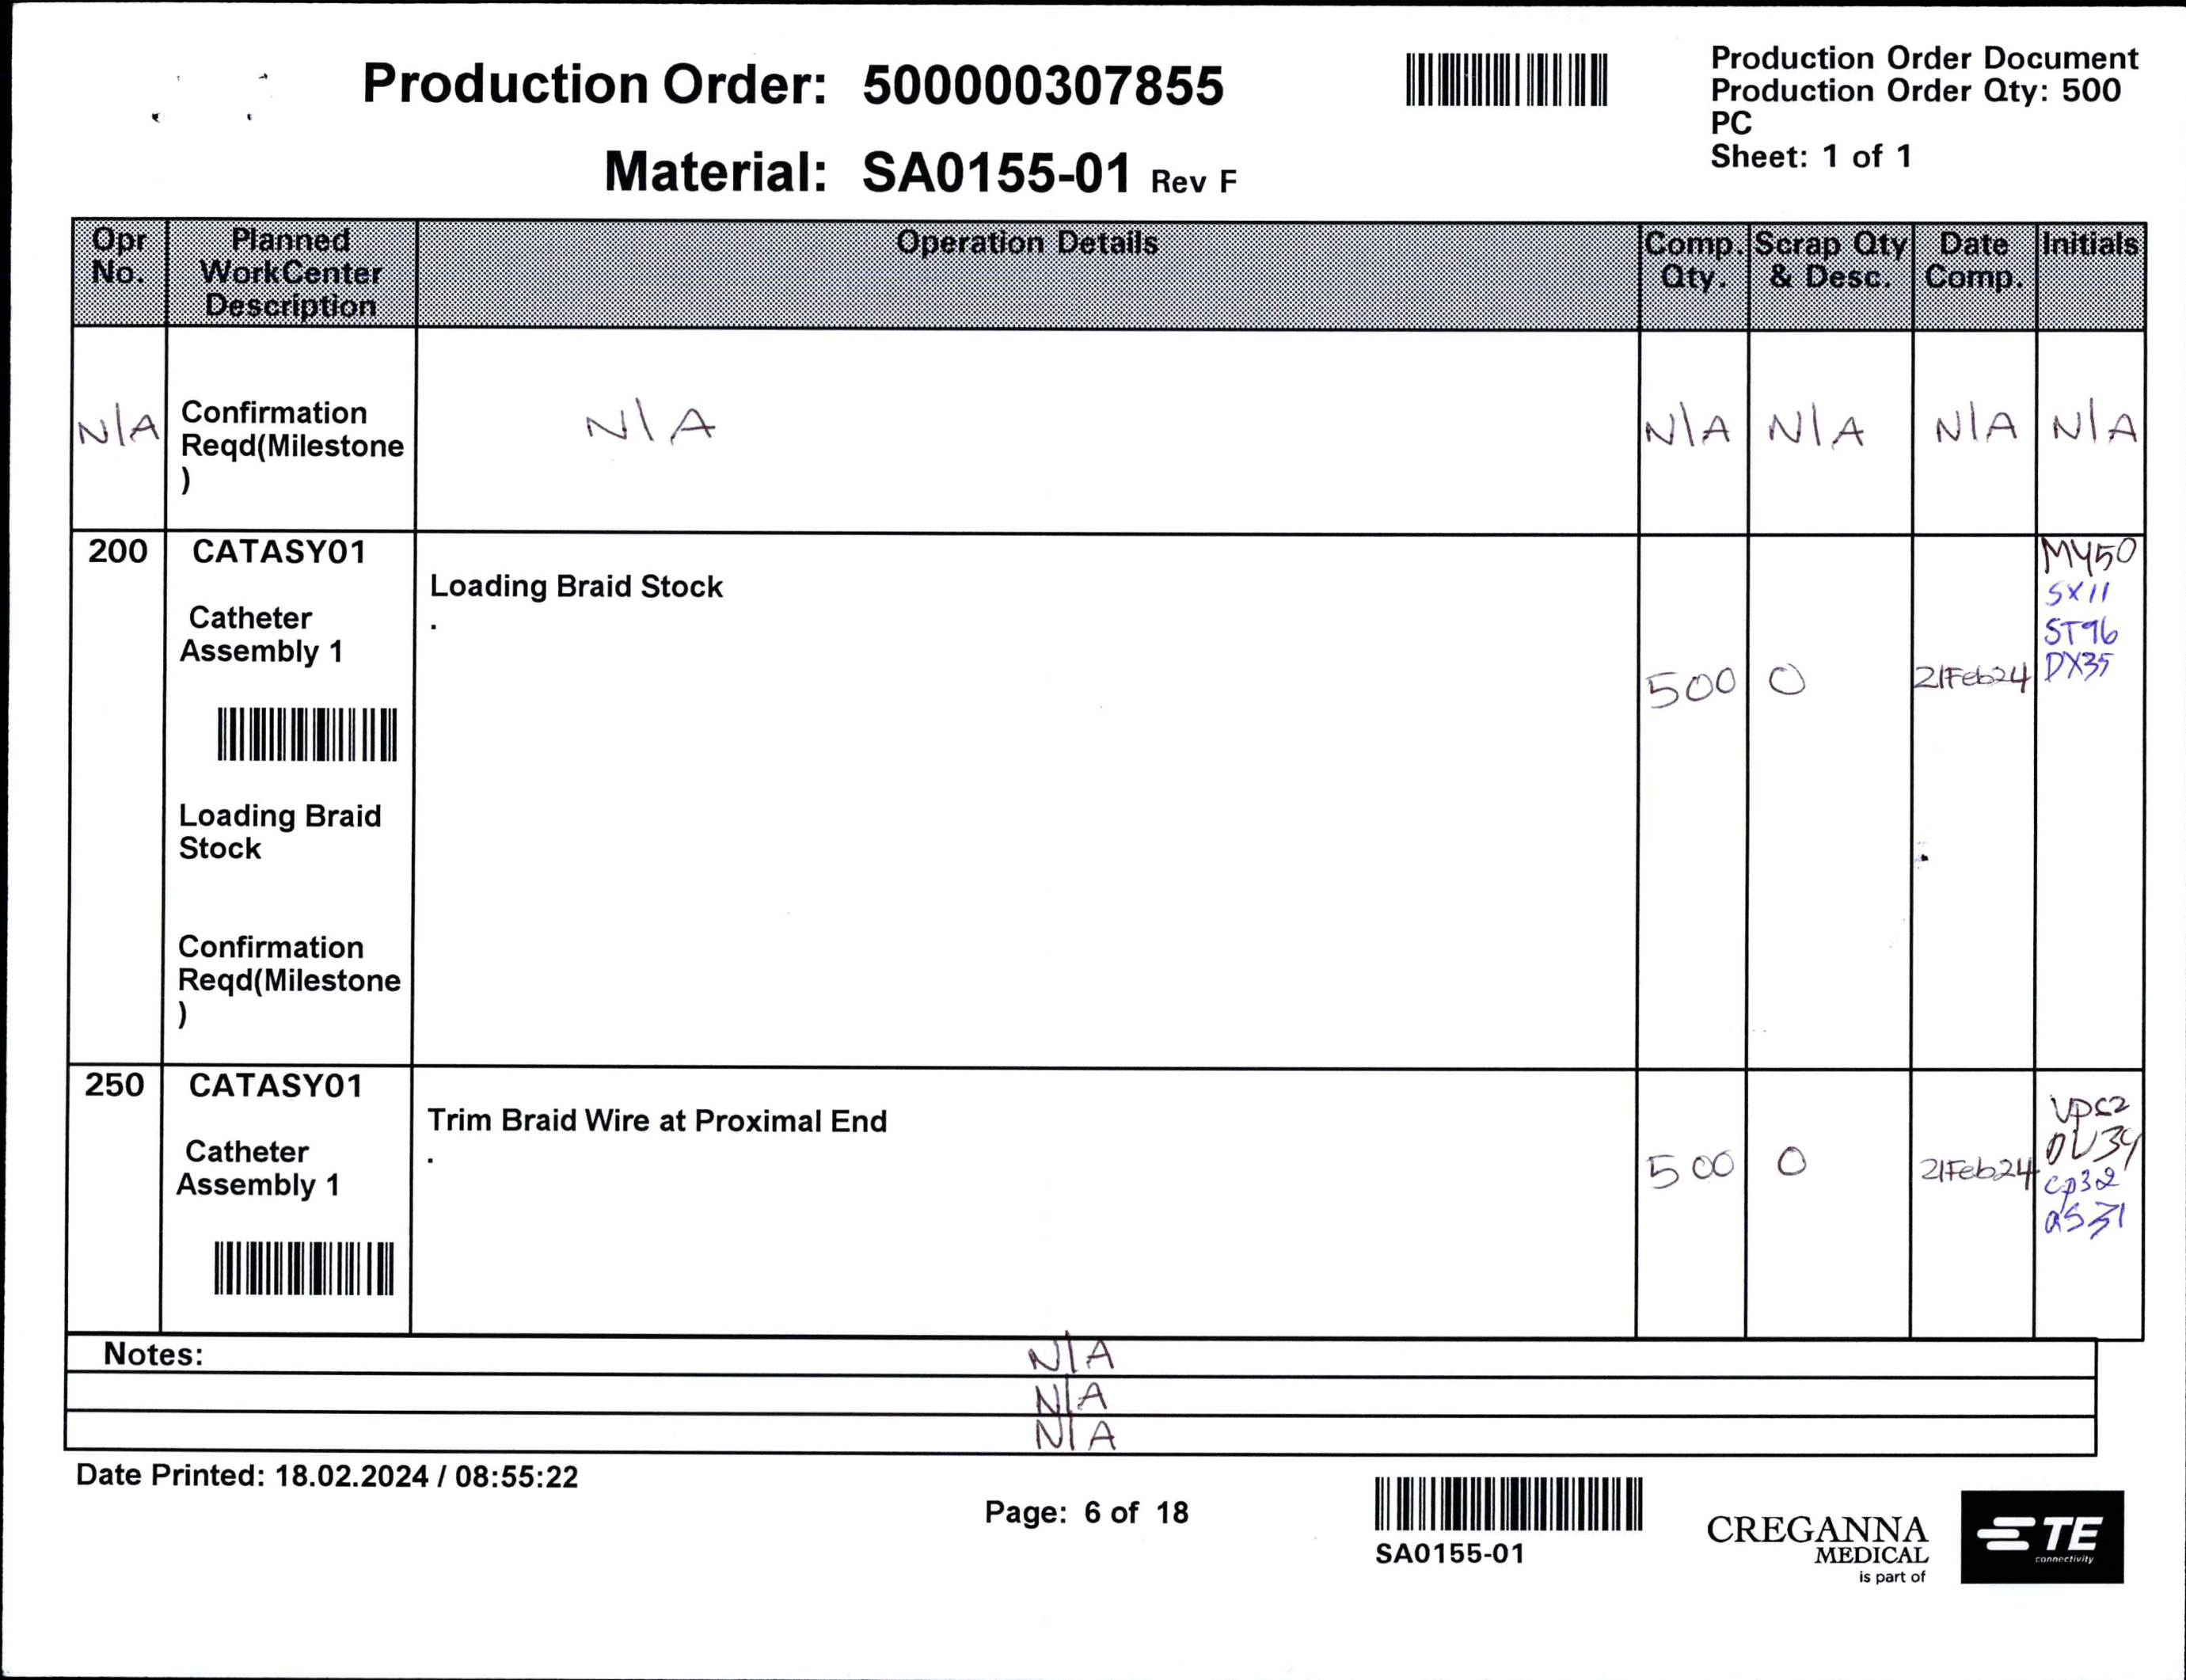 Production Order: 500000307855
Material: SA0155-01 Rev F
Production Order Document
Production Order Qty: 500
PC
Sheet: 1 of 1
Opr No. Planned WorkCenter Description Operation Details Comp. Qty. Scrap Qty & Desc. Date Comp. Initials
N/A Confirmation Reqd(Milestone) N/A N/A N/A N/A N/A
200 CATASY01
Catheter
Assembly 1
Loading Braid
Stock
Confirmation
Reqd(Milestone
)
Loading Braid Stock
.
500 0 21Feb24
MY50
SX11
ST96
DX35
250 CATASY01
Catheter
Assembly 1
Trim Braid Wire at Proximal End
.
500 0 21Feb24
cp32
Notes: N/A
N/A
N/A
Date Printed: 18.02.2024 / 08:55:22
Page: 6 of 18
SA0155-01
CREGANNA
MEDICAL
is part of
TE
connectivity